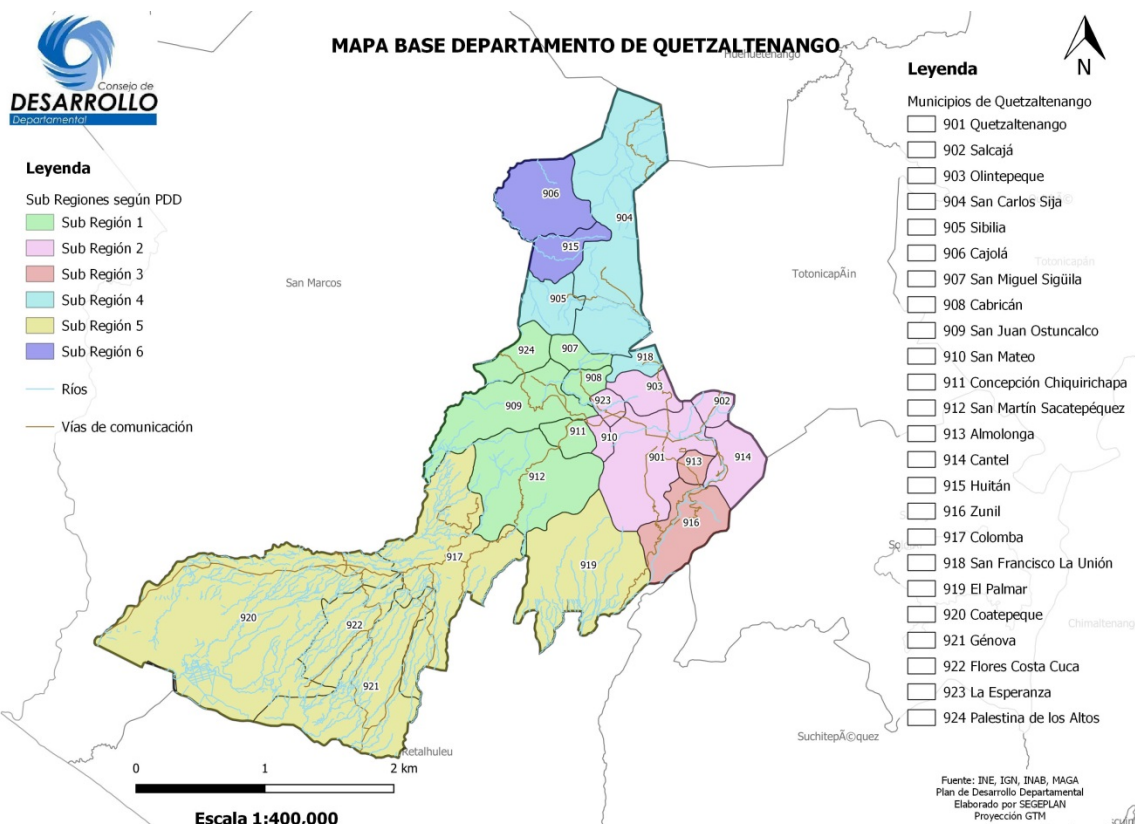 Consejo de
DESARROLLO
Departamental
MAPA BASE DEPARTAMENTO DE QUETZALTENANGO
N
Leyenda
Sub Regiones según PDD
Sub Región 1
Sub Región 2
Sub Región 3
Sub Región 4
Sub Región 5
Sub Región 6
Ríos
Vías de comunicación
Huehuetenango
San Marcos
TotonicapÃin
Totonicapán
Chimaltenang
SuchitepÃ©quez
Retalhuleu
906
904
915
905
924
907
918
908
903
923
902
909
911
910
901
913
914
912
916
917
919
920
922
921
Leyenda
Municipios de Quetzaltenango
901 Quetzaltenango
902 Salcajá
903 Olintepeque
904 San Carlos Sija
905 Sibilia
906 Cajolá
907 San Miguel Sigüila
908 Cabricán
909 San Juan Ostuncalco
910 San Mateo
911 Concepción Chiquirichapa
912 San Martín Sacatepéquez
913 Almolonga
914 Cantel
915 Huitán
916 Zunil
917 Colomba
918 San Francisco La Unión
919 El Palmar
920 Coatepeque
921 Génova
922 Flores Costa Cuca
923 La Esperanza
924 Palestina de los Altos
0 1 2 km
Escala 1:400,000
Fuente: INE, IGN, INAB, MAGA
Plan de Desarrollo Departamental
Elaborado por SEGEPLAN
Proyección GTM